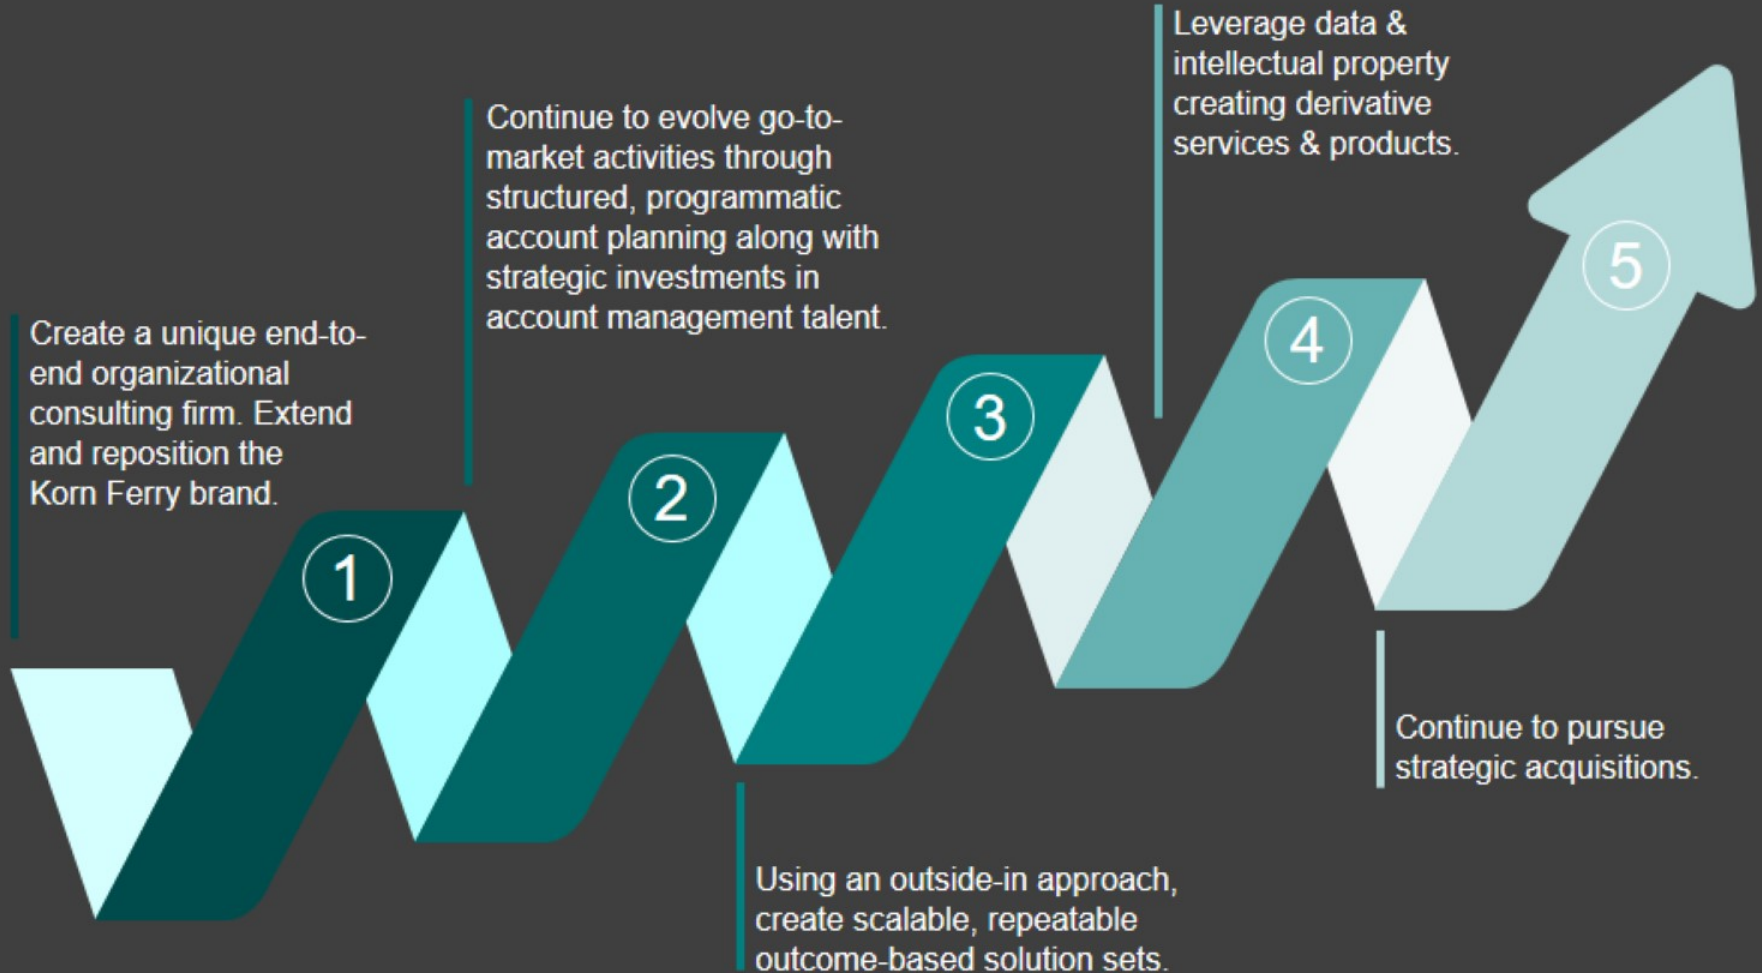 Create a unique end-to-
end organizational
consulting firm. Extend
and reposition the
Korn Ferry brand.
1
Continue to evolve go-to-
market activities through
structured, programmatic
account planning along with
strategic investments in
account management talent.
2
Using an outside-in approach,
create scalable, repeatable
outcome-based solution sets.
3
Leverage data &
intellectual property
creating derivative
services & products.
4
Continue to pursue
strategic acquisitions.
5